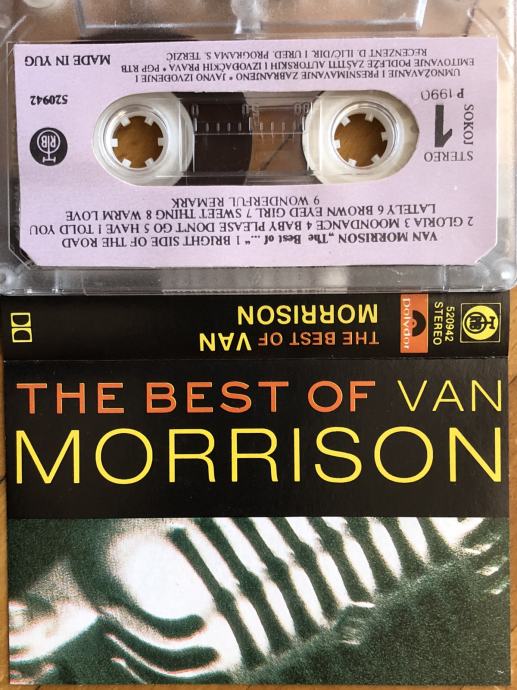 VAN MORRISON „The Best of ...“ 1 BRIGHT SIDE OF THE ROAD
2 GLORIA 3 MOONDANCE 4 BABY PLEASE DON'T GO 5 HAVE I TOLD YOU
LATELY 6 BROWN EYED GIRL 7 SWEET THING 8 WARM LOVE
9 WONDERFUL REMARK
STEREO
1
SOKOJ
P 1990
RTB
520942
UMNOŽAVANJE I PRESNIMAVANJE ZABRANJENO * JAVNO IZVOĐENJE I
EMITOVANJE PODLEŽE ZAŠTITI AUTORSKIH I IZVOĐAČKIH PRAVA * PGP RTB
RECENZENT: D. ILIĆ/DIR. I URED. PROGRAMA S. TERZIĆ
MADE IN YUG
RTB
520942
STEREO
Polydor
THE BEST OF VAN
MORRISON
THE BEST OF VAN
MORRISON